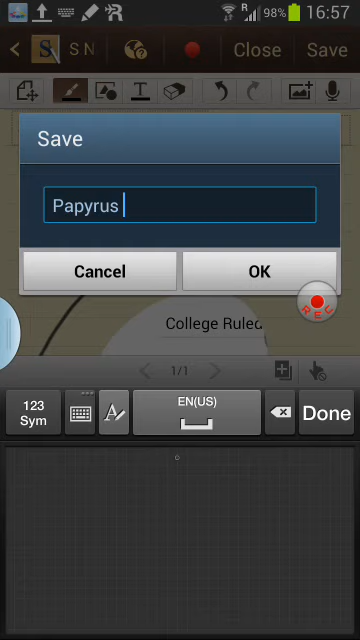 16:57
98%
S N
Close
Save
T
Save
Papyrus
Cancel
OK
REC
College Ruled
1/1
123
Sym
EN(US)
Done